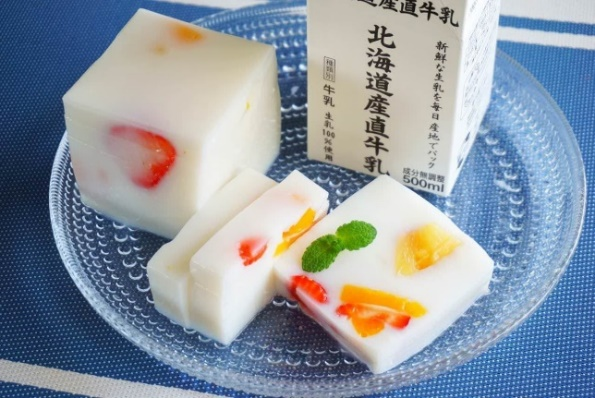 道産直牛乳
北海道産直牛乳
新鮮な生乳を毎日産地でパック
種類別
牛乳
生乳100%使用
成分無調整
500ml